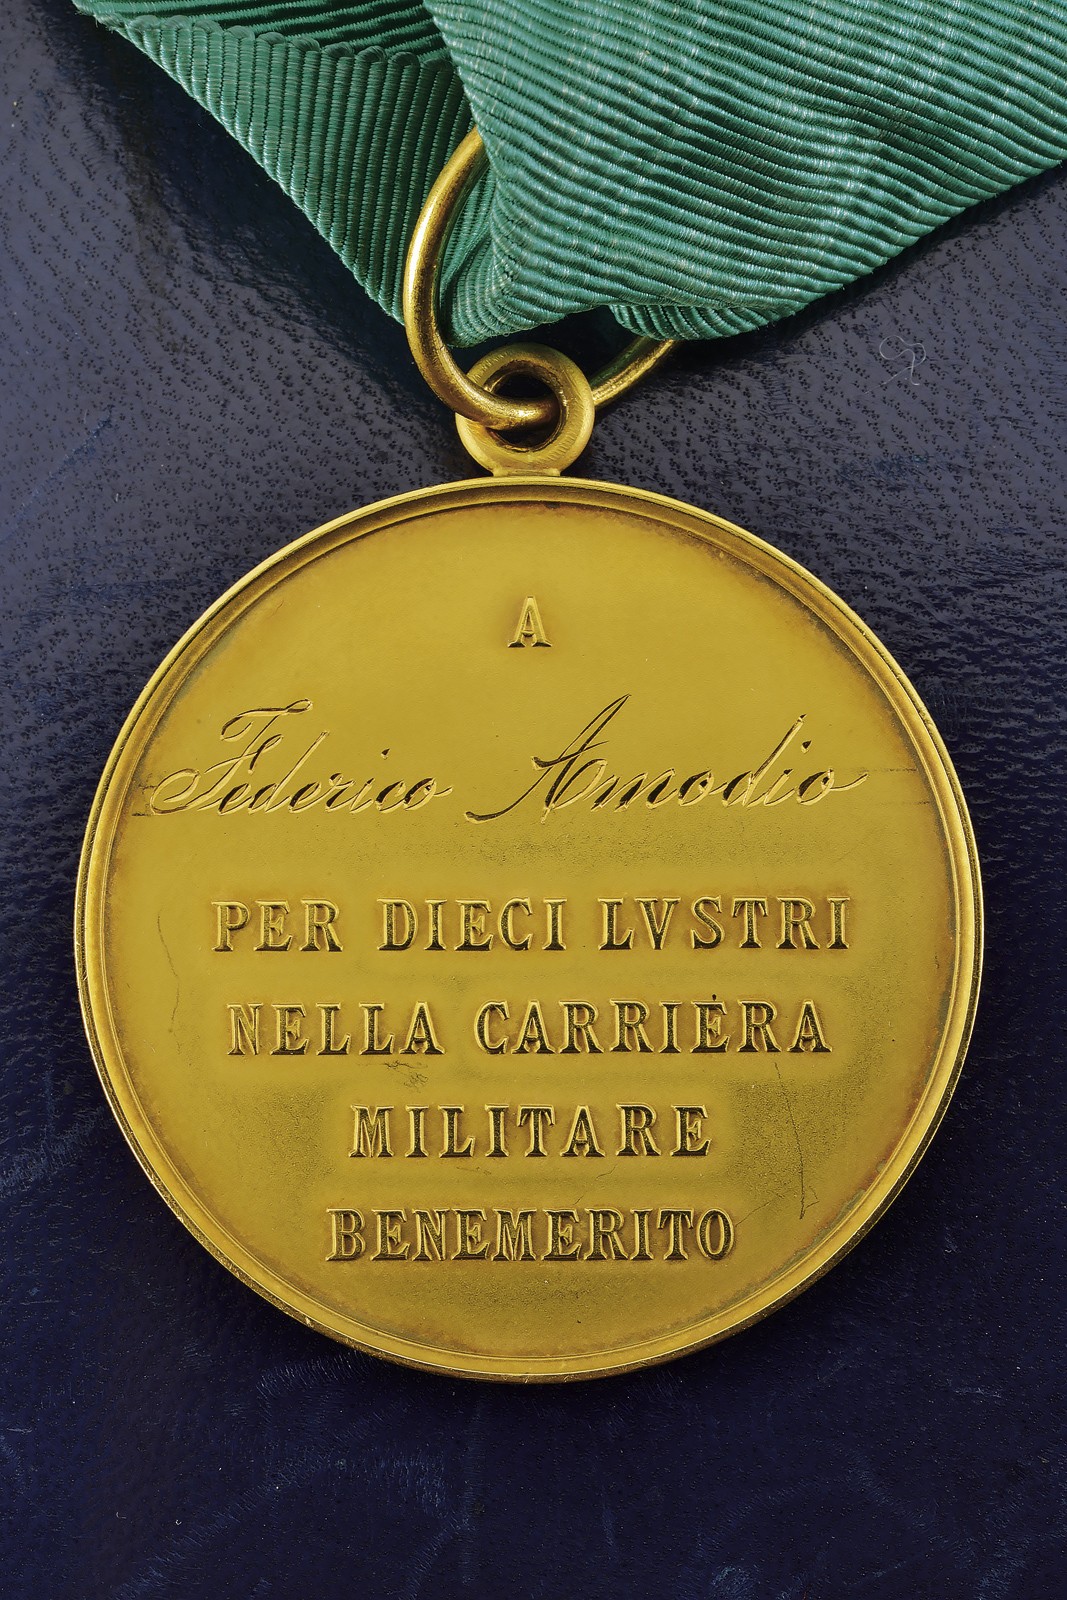 A
Federico Amodio
PER DIECI LVSTRI
NELLA CARRIERA
MILITARE
BENEMERITO